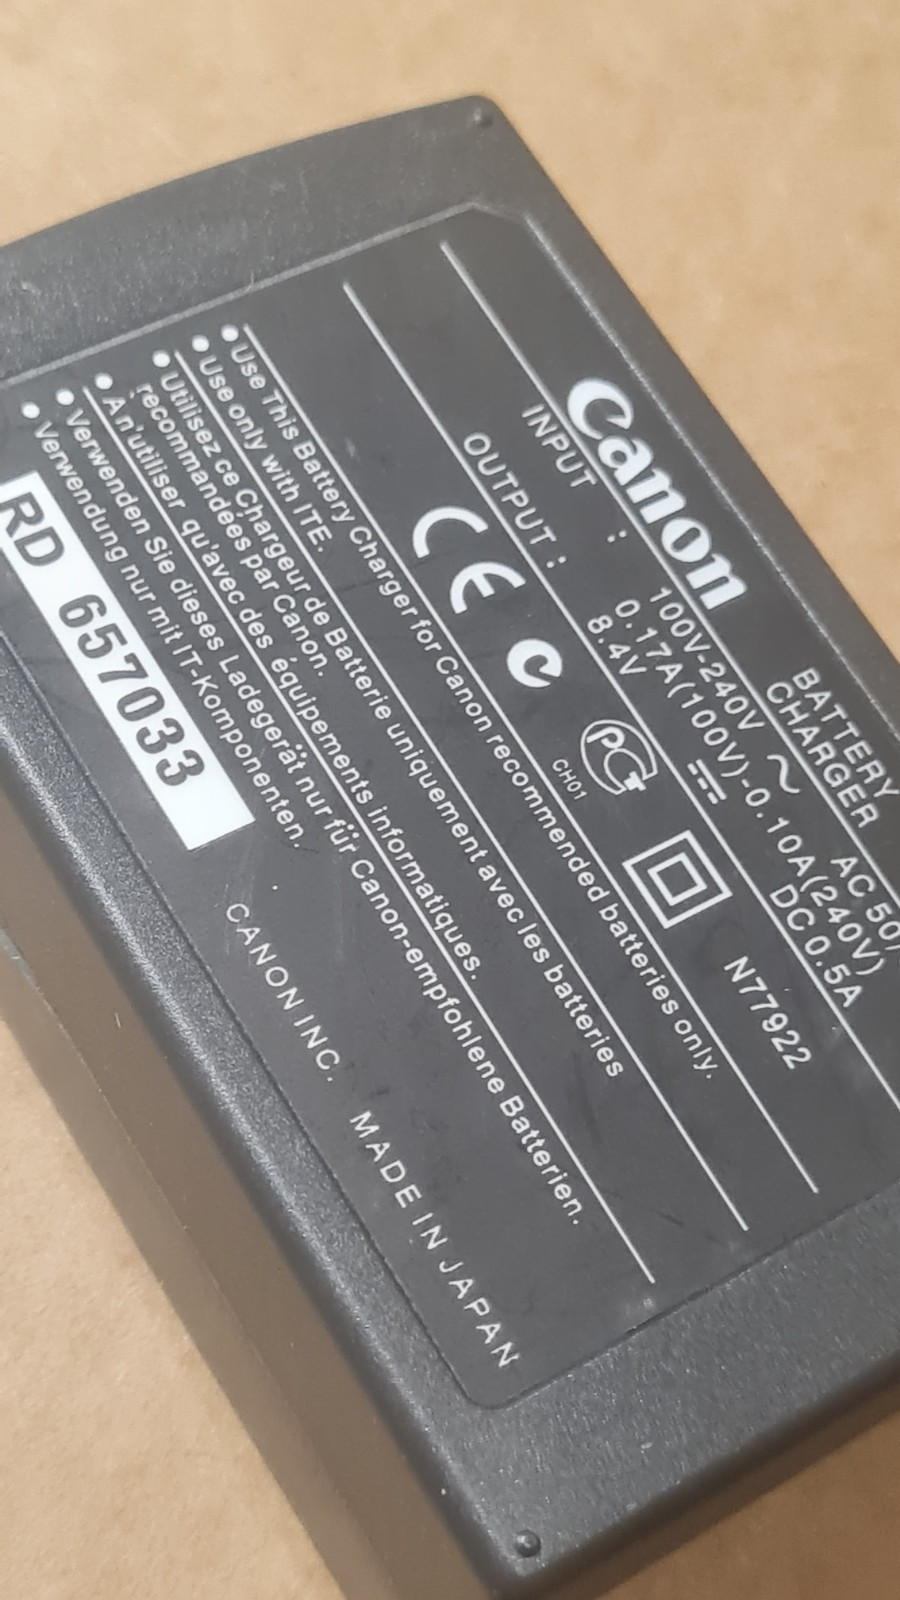 Canon
BATTERY
CHARGER
INPUT : 100V-240V ~ AC 50/
0.17A(100V)-0.10A(240V)
OUTPUT : 8.4V ⎓ DC 0.5A
CE
PC
CH01
N77922
• Use This Battery Charger for Canon recommended batteries only.
• Use only with ITE.
• Utilisez ce Chargeur de Batterie uniquement avec les batteries
recommandées par Canon.
• A n'utiliser qu'avec des équipements informatiques.
• Verwenden Sie dieses Ladegerät nur für Canon-empfohlene Batterien.
• Verwendung nur mit IT-Komponenten.
RD 657033
CANON INC. MADE IN JAPAN